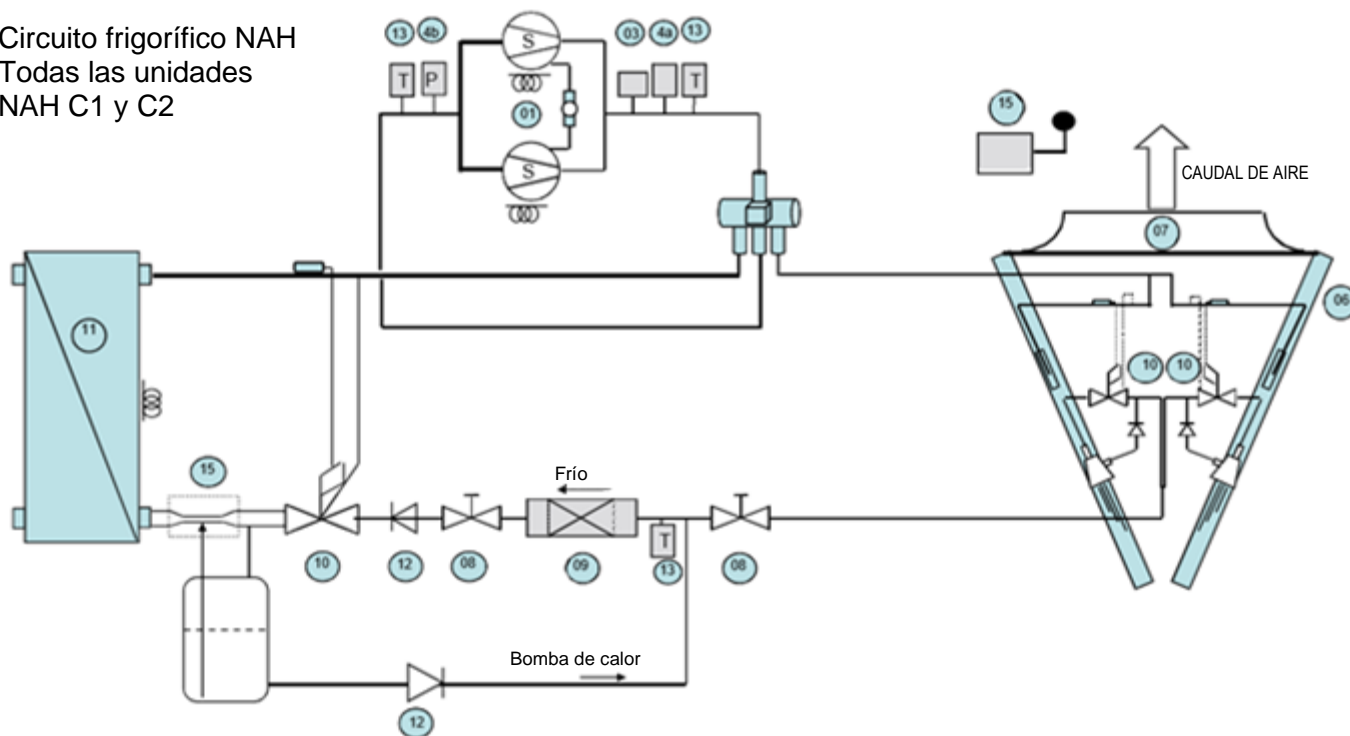 Circuito frigorífico NAH
Todas las unidades
NAH C1 y C2
13 4b 03 4a 13
T P T
S
01
S
15
CAUDAL DE AIRE
07
06
11
10 10
15
Frío
T
10 12 08 09 13 08
Bomba de calor
12